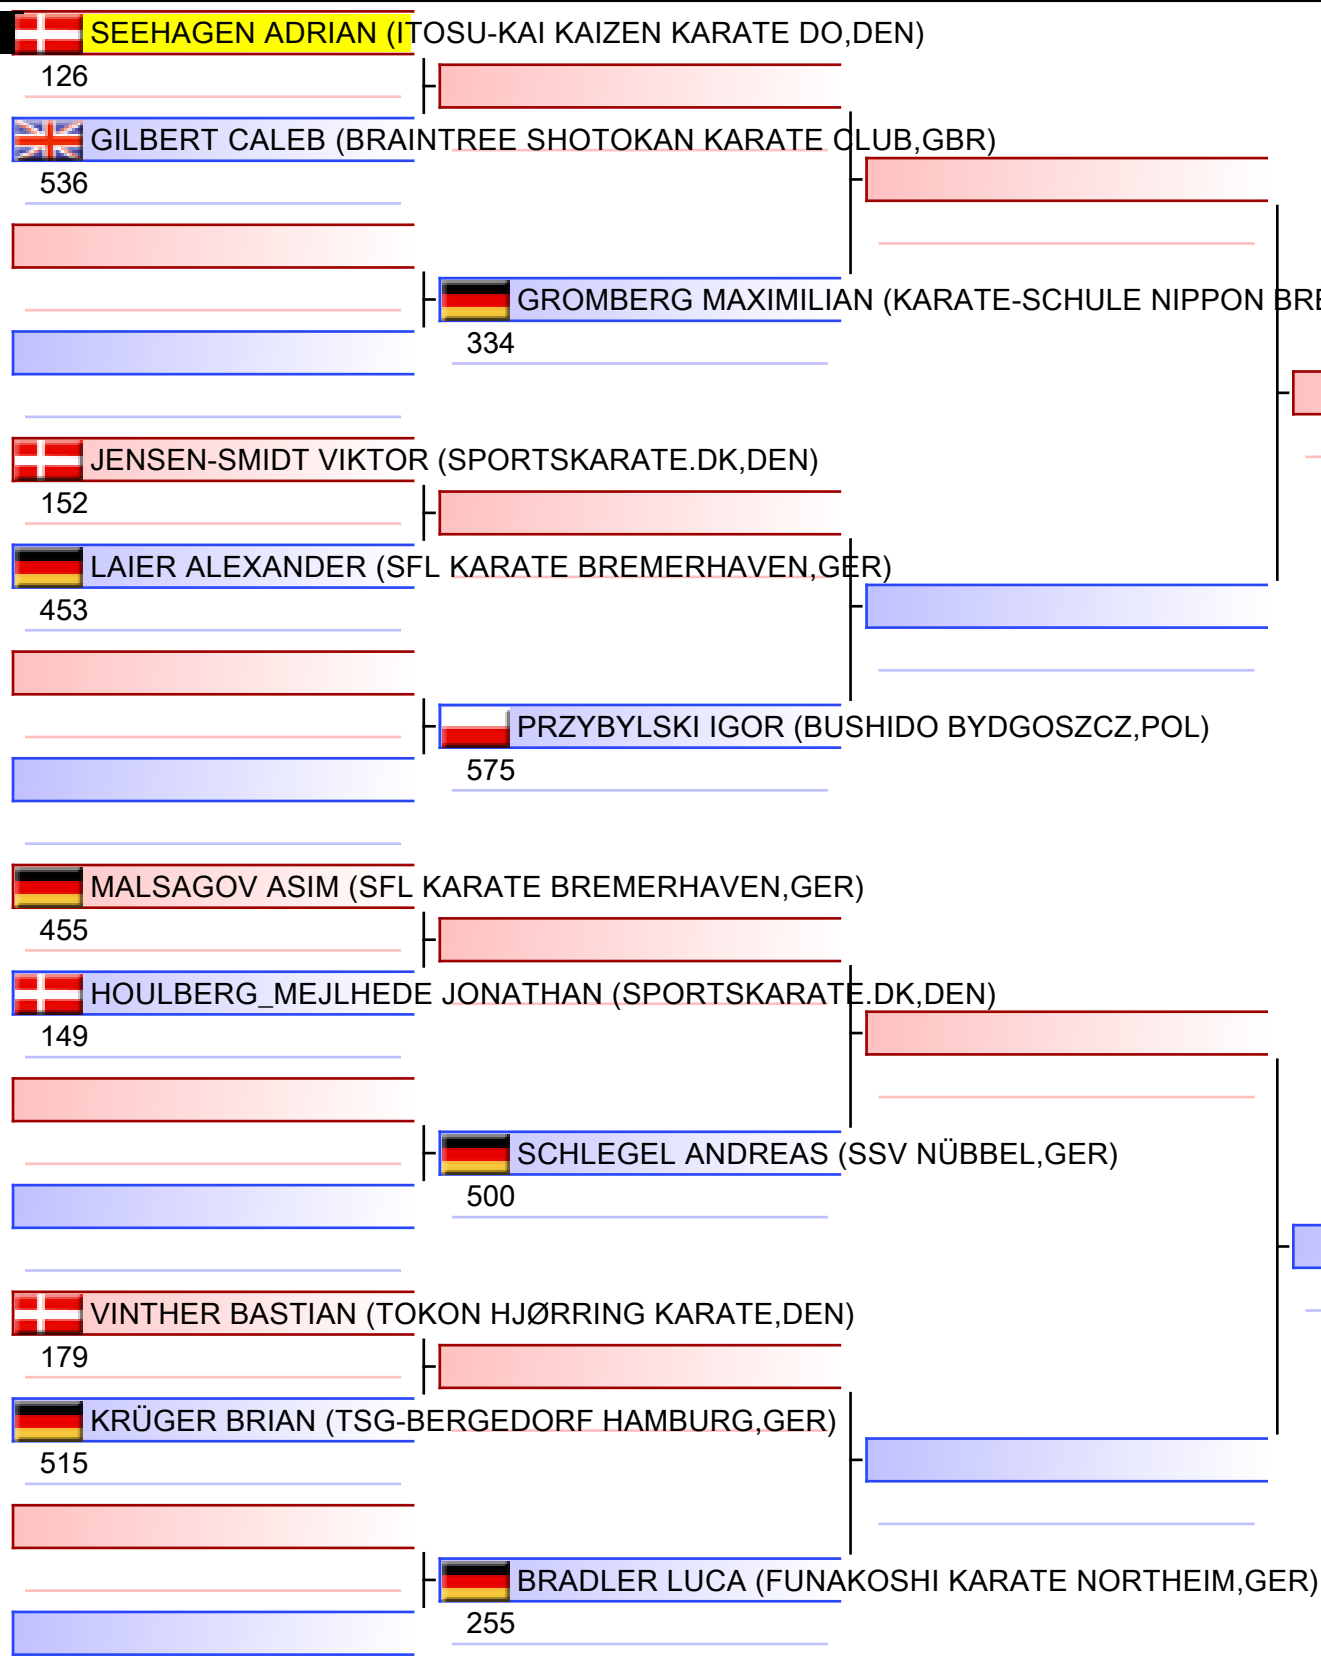 SEEHAGEN ADRIAN (ITOSU-KAI KAIZEN KARATE DO,DEN)
126
GILBERT CALEB (BRAINTREE SHOTOKAN KARATE CLUB,GBR)
536
GROMBERG MAXIMILIAN (KARATE-SCHULE NIPPON BRE
334
JENSEN-SMIDT VIKTOR (SPORTSKARATE.DK,DEN)
152
LAIER ALEXANDER (SFL KARATE BREMERHAVEN,GER)
453
PRZYBYLSKI IGOR (BUSHIDO BYDGOSZCZ,POL)
575
MALSAGOV ASIM (SFL KARATE BREMERHAVEN,GER)
455
HOULBERG_MEJLHEDE JONATHAN (SPORTSKARATE.DK,DEN)
149
SCHLEGEL ANDREAS (SSV NÜBBEL,GER)
500
VINTHER BASTIAN (TOKON HJØRRING KARATE,DEN)
179
KRÜGER BRIAN (TSG-BERGEDORF HAMBURG,GER)
515
BRADLER LUCA (FUNAKOSHI KARATE NORTHEIM,GER)
255